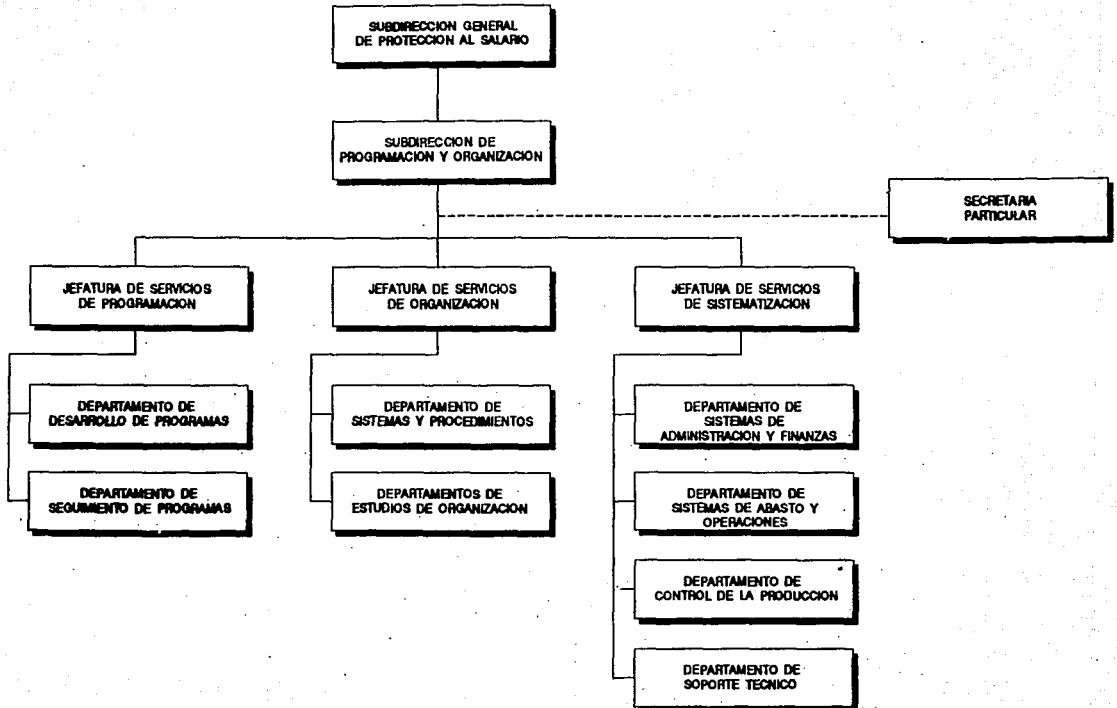 SUBDIRECCION GENERAL
DE PROTECCION AL SALARIO
SUBDIRECCION DE
PROGRAMACION Y ORGANIZACION
SECRETARIA
PARTICULAR
JEFATURA DE SERVICIOS
DE PROGRAMACION
JEFATURA DE SERVICIOS
DE ORGANIZACION
JEFATURA DE SERVICIOS
DE SISTEMATIZACION
DEPARTAMENTO DE
DESARROLLO DE PROGRAMAS
DEPARTAMENTO DE
SEGUIMIENTO DE PROGRAMAS
DEPARTAMENTO DE
SISTEMAS Y PROCEDIMIENTOS
DEPARTAMENTOS DE
ESTUDIOS DE ORGANIZACION
DEPARTAMENTO DE
SISTEMAS DE
ADMINISTRACION Y FINANZAS
DEPARTAMENTO DE
SISTEMAS DE ABASTO Y
OPERACIONES
DEPARTAMENTO DE
CONTROL DE LA PRODUCCION
DEPARTAMENTO DE
SOPORTE TECNICO